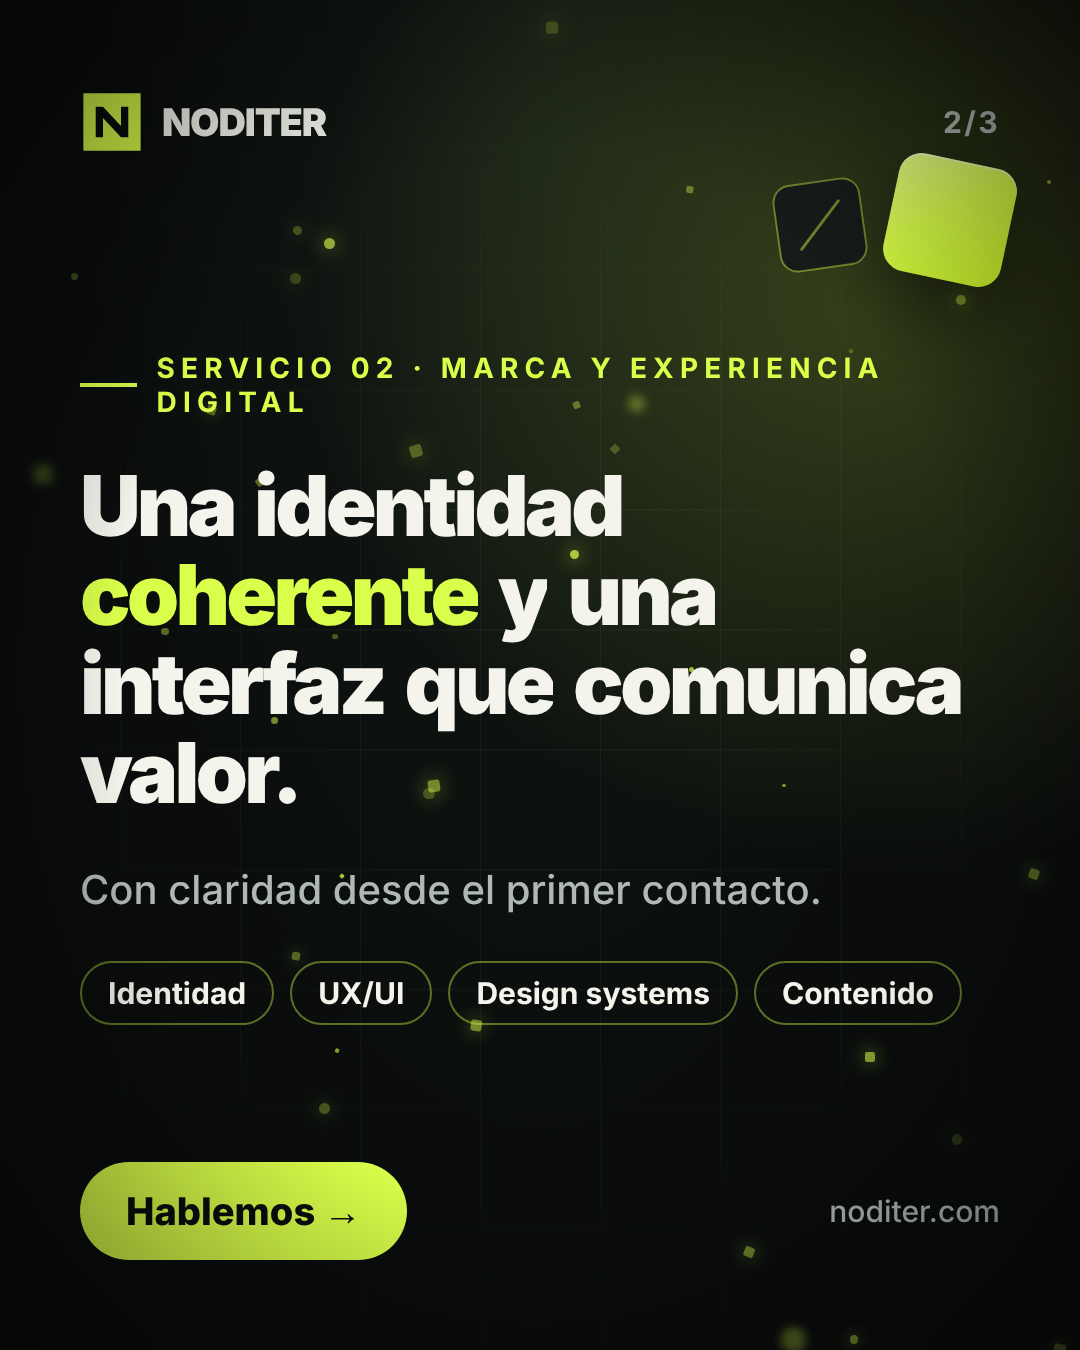 N NODITER
2/3
SERVICIO 02 · MARCA Y EXPERIENCIA
DIGITAL
Una identidad
coherente y una
interfaz que comunica
valor.
Con claridad desde el primer contacto.
Identidad UX/UI Design systems Contenido
Hablemos →
noditer.com